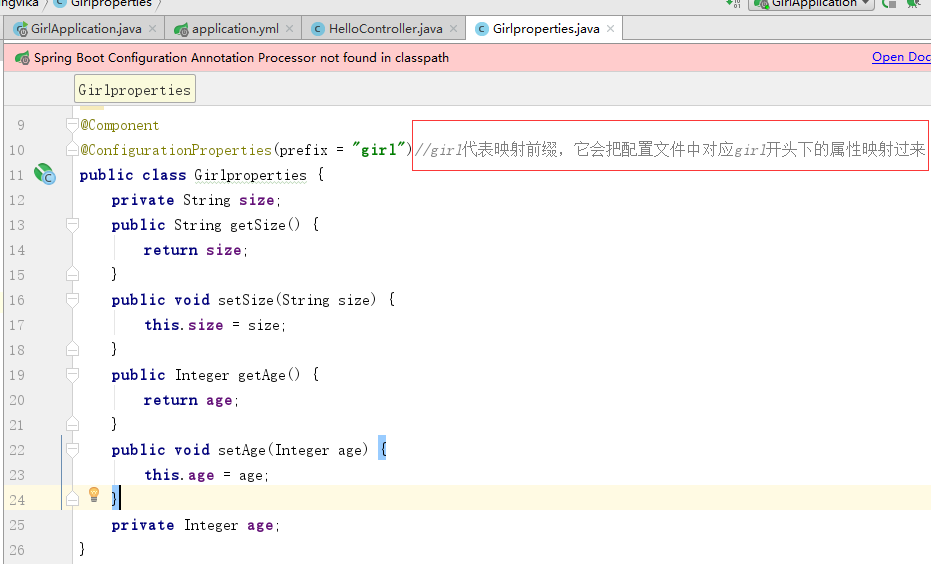 ngvika Girlproperties GirlApplication
GirlApplication.java application.yml HelloController.java Girlproperties.java
Spring Boot Configuration Annotation Processor not found in classpath Open Doc
Girlproperties
9 @Component
10 @ConfigurationProperties(prefix = "girl")//girl代表映射前缀，它会把配置文件中对应girl开头下的属性映射过来
11 public class Girlproperties {
12 private String size;
13 public String getSize() {
14 return size;
15 }
16 public void setSize(String size) {
17 this.size = size;
18 }
19 public Integer getAge() {
20 return age;
21 }
22 public void setAge(Integer age) {
23 this.age = age;
24 }
25 private Integer age;
26 }